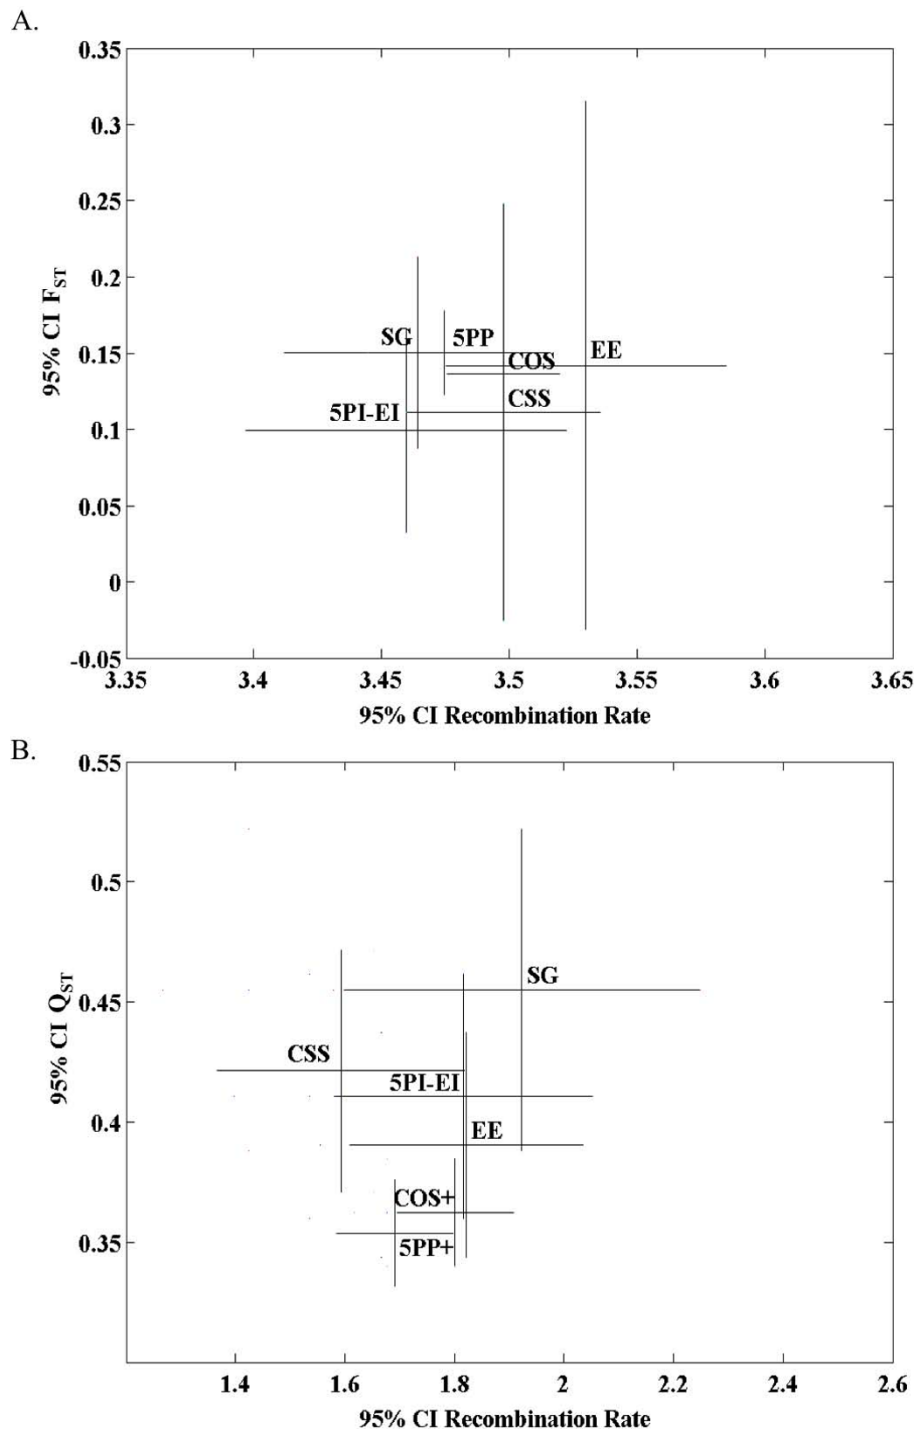 A.
0.35
0.3
0.25
0.2
0.15
0.1
0.05
0
-0.05
95% CI F_ST
SG
5PP
EE
COS
CSS
5PI-EI
3.35
3.4
3.45
3.5
3.55
3.6
3.65
95% CI Recombination Rate
B.
0.55
0.5
0.45
0.4
0.35
95% CI Q_ST
SG
CSS
5PI-EI
EE
COS+
5PP+
1.4
1.6
1.8
2
2.2
2.4
2.6
95% CI Recombination Rate